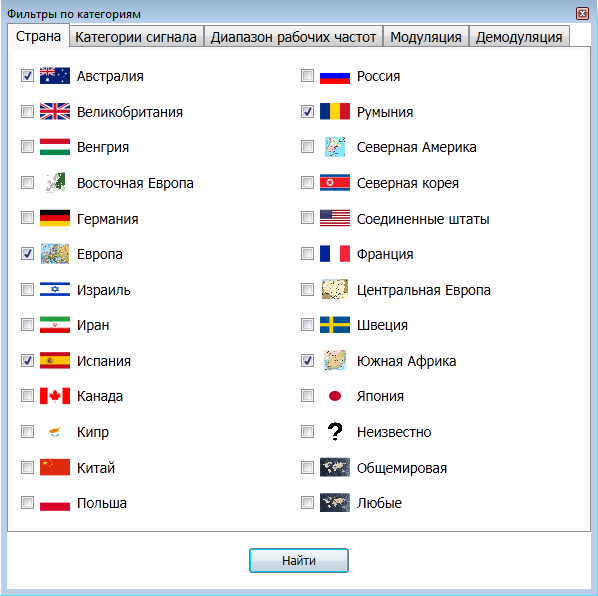 Фильтры по категориям
Страна Категории сигнала Диапазон рабочих частот Модуляция Демодуляция
Австралия Россия
Великобритания Румыния
Венгрия Северная Америка
Восточная Европа Северная корея
Германия Соединенные штаты
Европа Франция
Израиль Центральная Европа
Иран Швеция
Испания Южная Африка
Канада Япония
Кипр Неизвестно
Китай Общемировая
Польша Любые
Найти